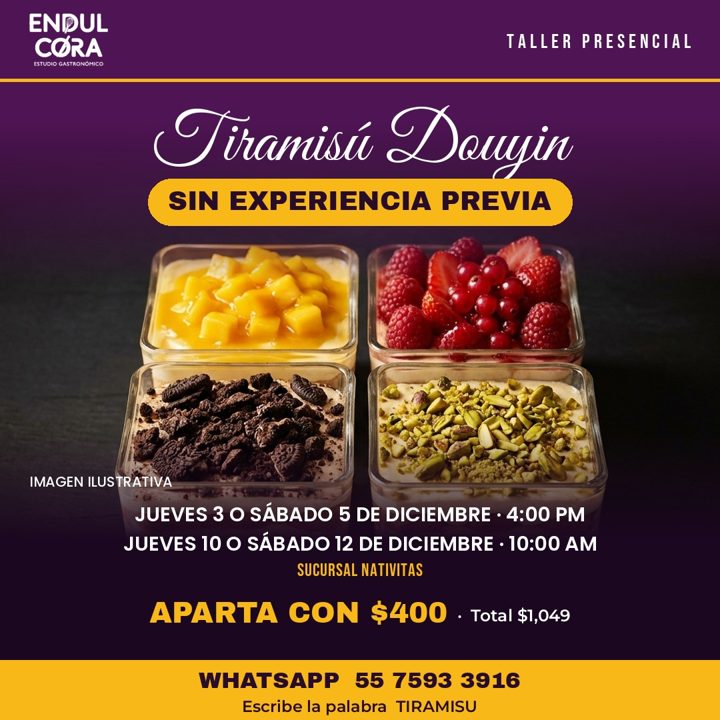 ENDUL
CØRA
ESTUDIO GASTRONÓMICO
TALLER PRESENCIAL
Tiramisú Douyin
SIN EXPERIENCIA PREVIA
IMAGEN ILUSTRATIVA
JUEVES 3 O SÁBADO 5 DE DICIEMBRE · 4:00 PM
JUEVES 10 O SÁBADO 12 DE DICIEMBRE · 10:00 AM
SUCURSAL NATIVITAS
APARTA CON $400 · Total $1,049
WHATSAPP 55 7593 3916
Escribe la palabra TIRAMISU